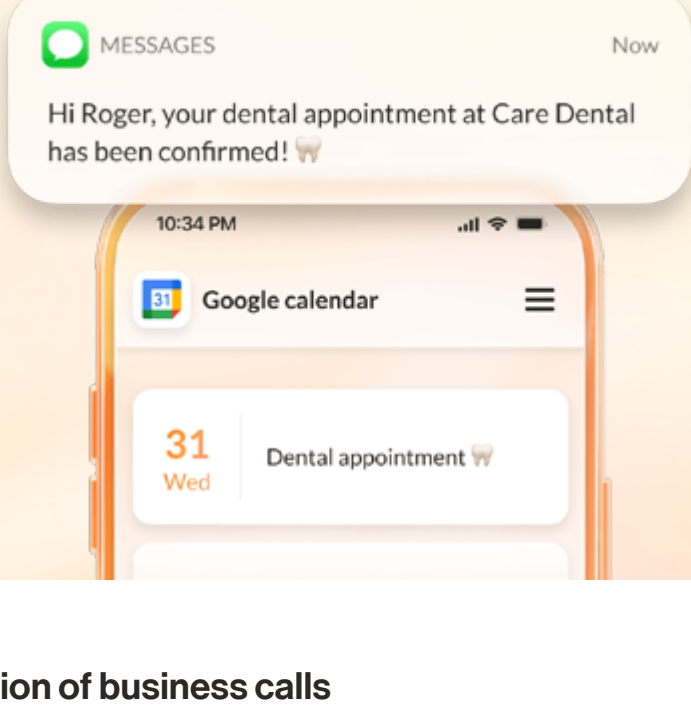 MESSAGES Now
Hi Roger, your dental appointment at Care Dental
has been confirmed! 🦷
10:34 PM
31 Google calendar
31
Wed
Dental appointment 🦷
ion of business calls